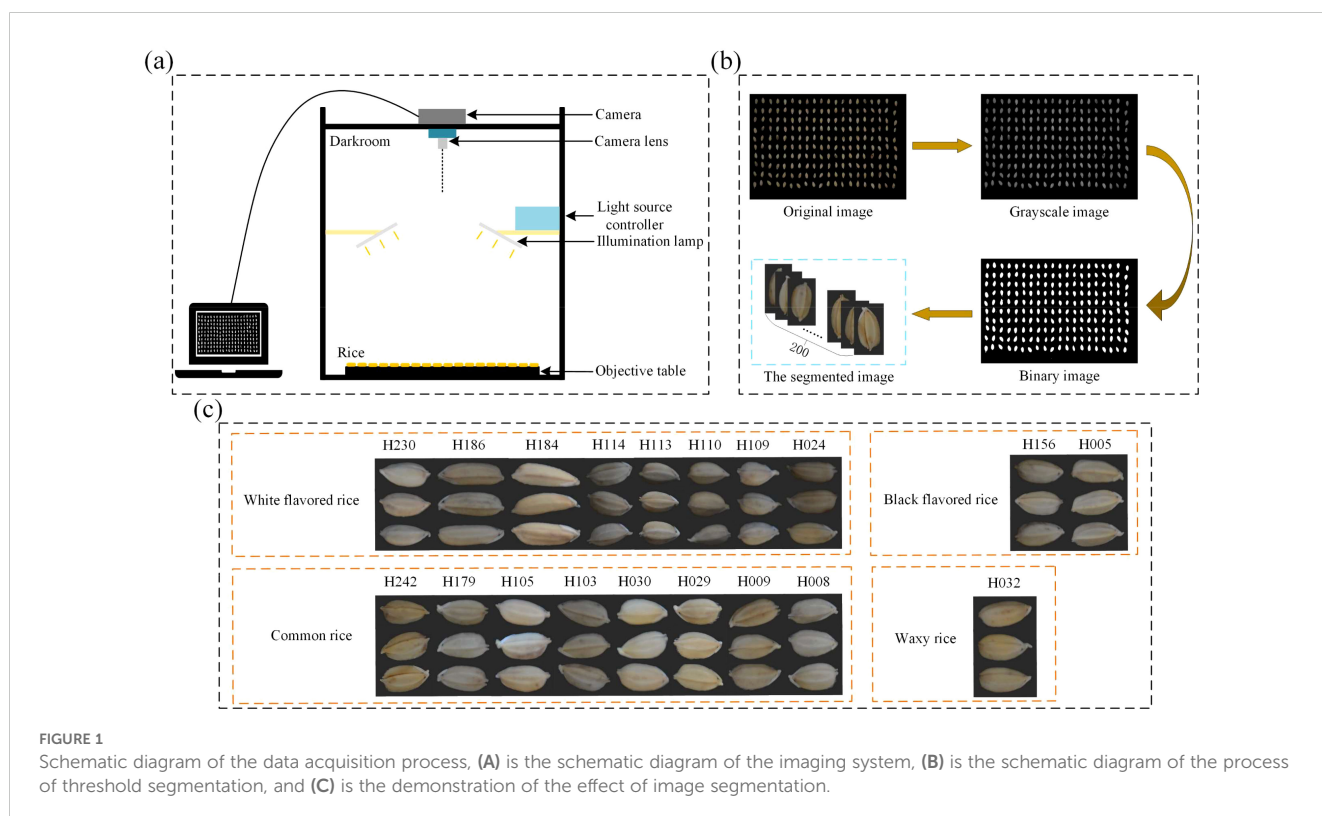 (a)
Camera
Darkroom
Camera lens
Light source
controller
Illumination lamp
Rice
Objective table
(b)
Original image
Grayscale image
200
The segmented image
Binary image
(c)
H230 H186 H184 H114 H113 H110 H109 H024
White flavored rice
H156 H005
Black flavored rice
H242 H179 H105 H103 H030 H029 H009 H008
Common rice
H032
Waxy rice
FIGURE 1
Schematic diagram of the data acquisition process, (A) is the schematic diagram of the imaging system, (B) is the schematic diagram of the process
of threshold segmentation, and (C) is the demonstration of the effect of image segmentation.